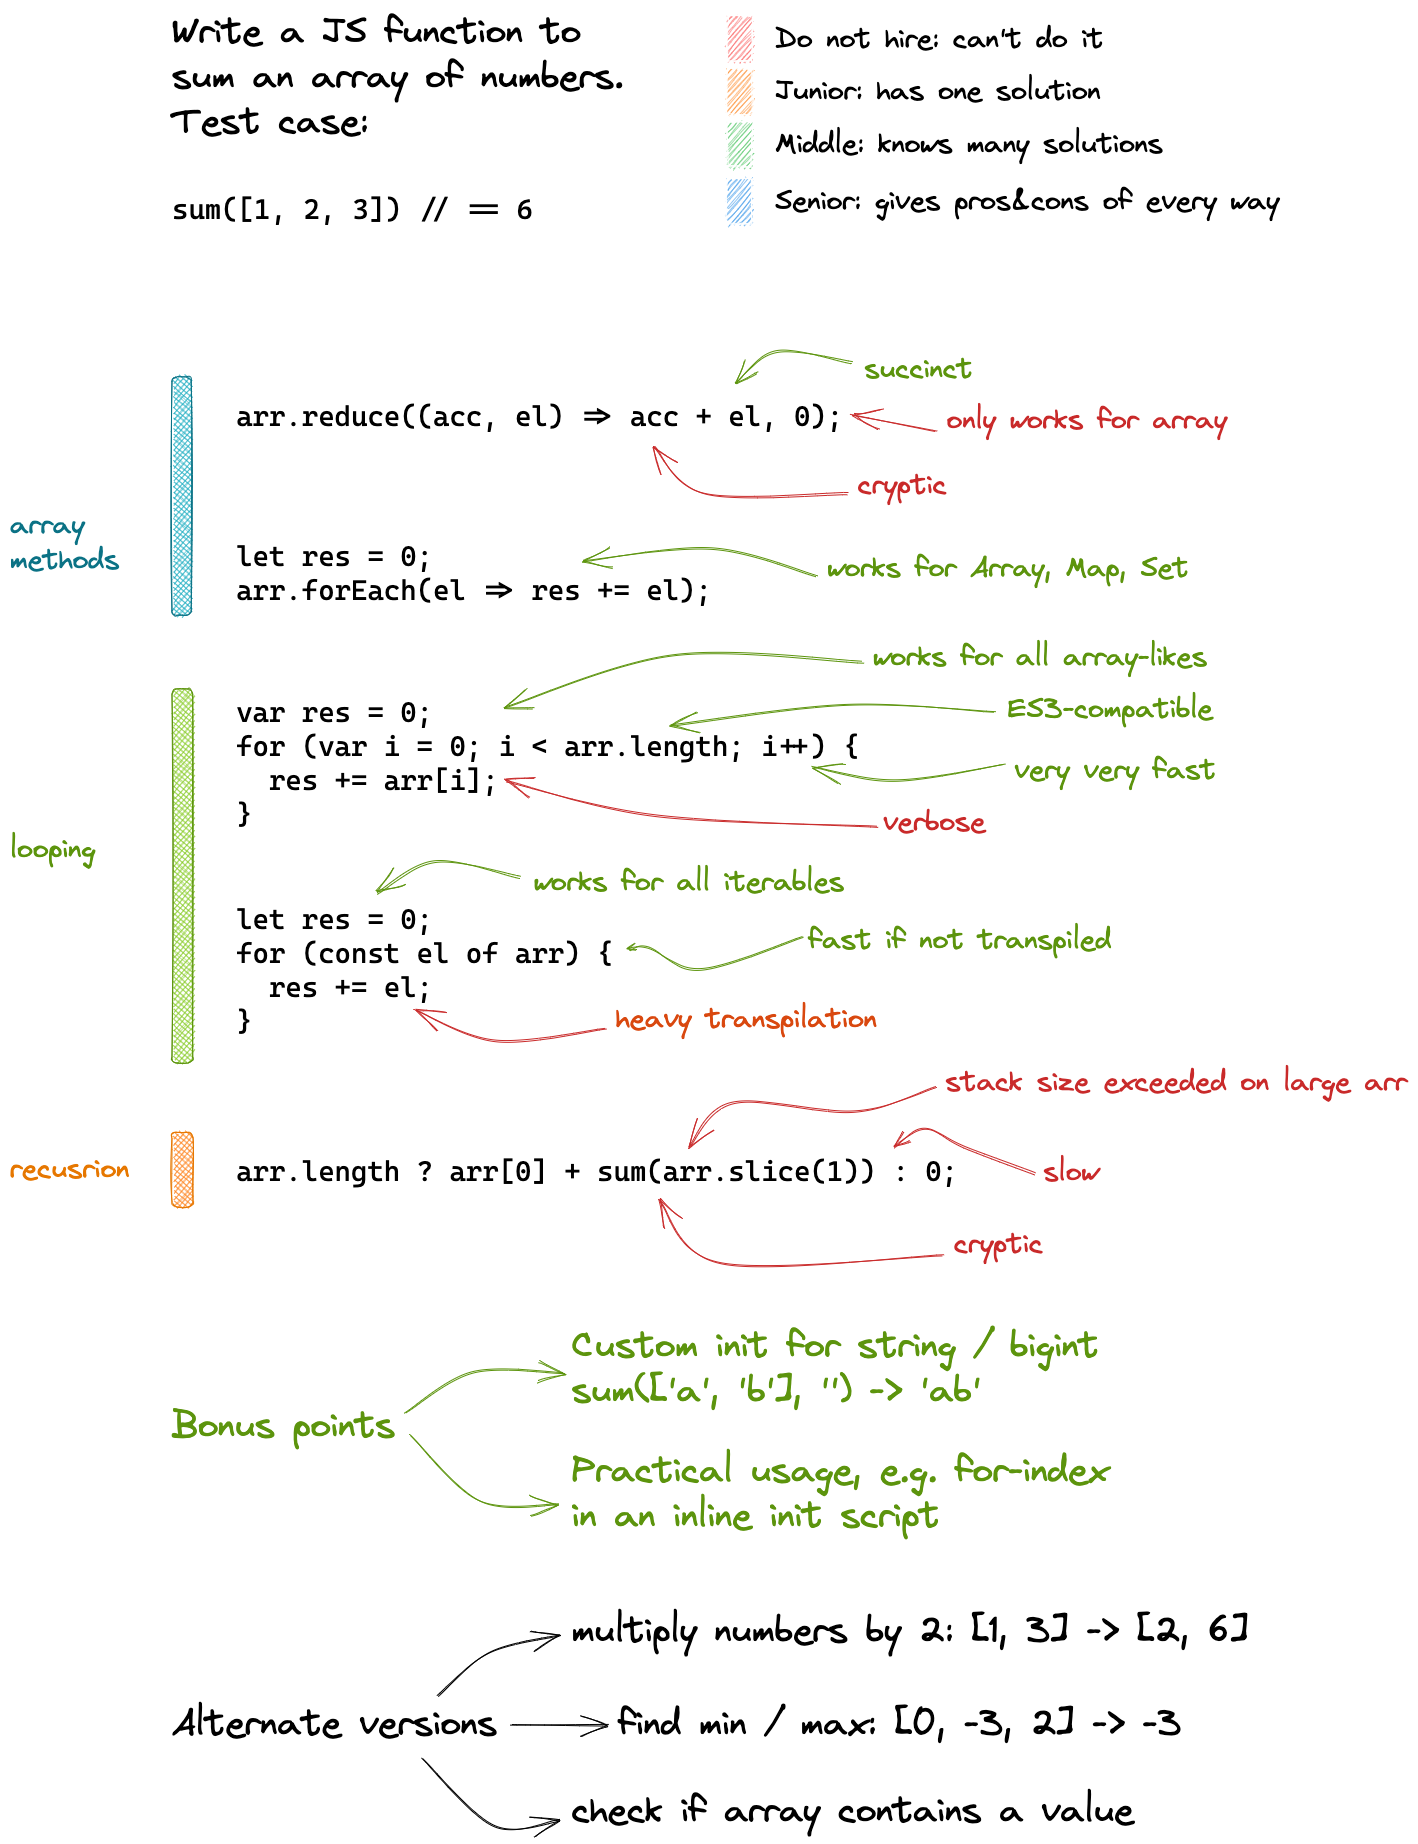 Write a JS function to
sum an array of numbers.
Test case:
sum([1, 2, 3]) // == 6
Do not hire: can't do it
Junior: has one solution
Middle: knows many solutions
Senior: gives pros&cons of every way
array
methods
succinct
arr.reduce((acc, el) => acc + el, 0);
only works for array
cryptic
let res = 0;
arr.forEach(el => res += el);
works for Array, Map, Set
looping
works for all array-likes
var res = 0;
ES3-compatible
for (var i = 0; i < arr.length; i++) {
very very fast
res += arr[i];
}
verbose
works for all iterables
let res = 0;
for (const el of arr) {
fast if not transpiled
res += el;
}
heavy transpilation
stack size exceeded on large arr
recusrion
arr.length ? arr[0] + sum(arr.slice(1)) : 0;
slow
cryptic
Bonus points
Custom init for string / bigint
sum(['a', 'b'], '') -> 'ab'
Practical usage, e.g. for-index
in an inline init script
Alternate versions
multiply numbers by 2: [1, 3] -> [2, 6]
find min / max: [0, -3, 2] -> -3
check if array contains a value